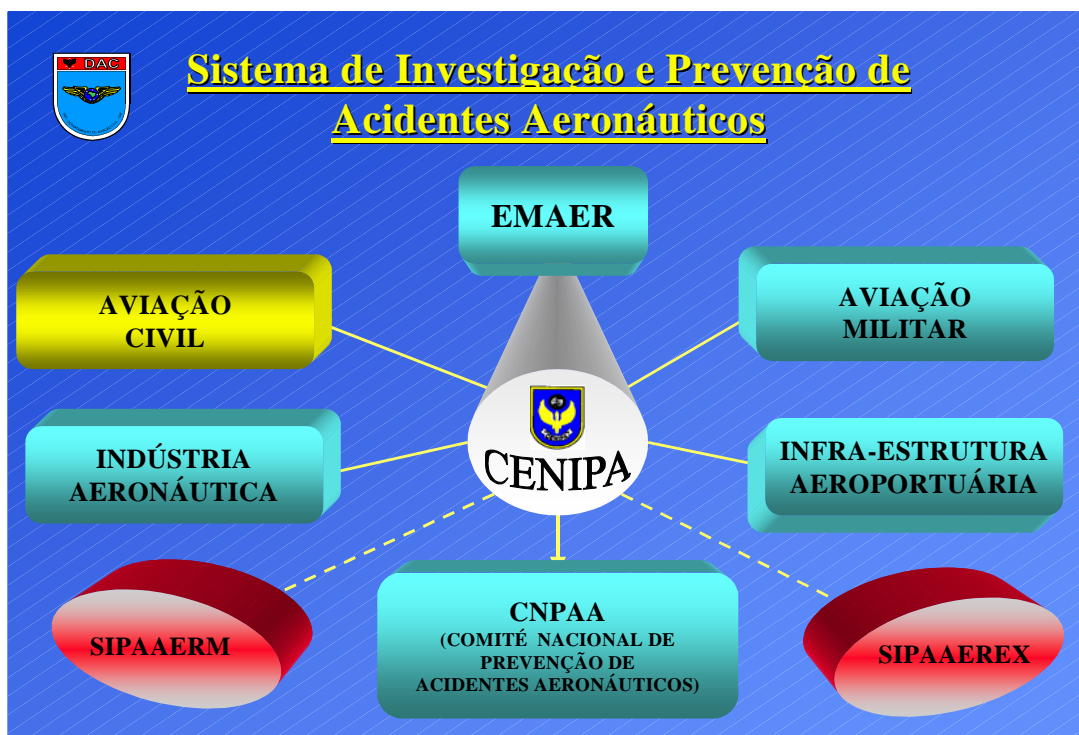 DAC
Sistema de Investigação e Prevenção de
Acidentes Aeronáuticos
EMAER
AVIAÇÃO
CIVIL
AVIAÇÃO
MILITAR
INDÚSTRIA
AERONÁUTICA
CENIPA
INFRA-ESTRUTURA
AEROPORTUÁRIA
SIPAAERM
CNPAA
(COMITÉ NACIONAL DE
PREVENÇÃO DE
ACIDENTES AERONÁUTICOS)
SIPAAEREX